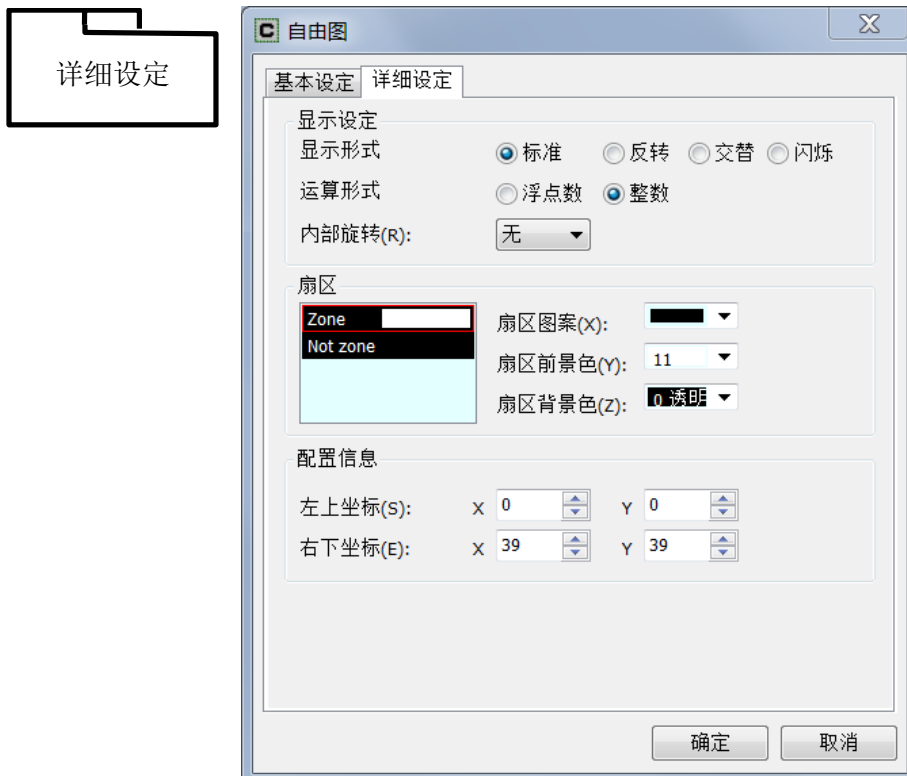 详细设定
C 自由图
基本设定 详细设定
显示设定
显示形式 标准 反转 交替 闪烁
运算形式 浮点数 整数
内部旋转(R): 无
扇区
Zone
Not zone
扇区图案(X):
扇区前景色(Y): 11
扇区背景色(Z): 0 透明
配置信息
左上坐标(S): X 0 Y 0
右下坐标(E): X 39 Y 39
确定 取消